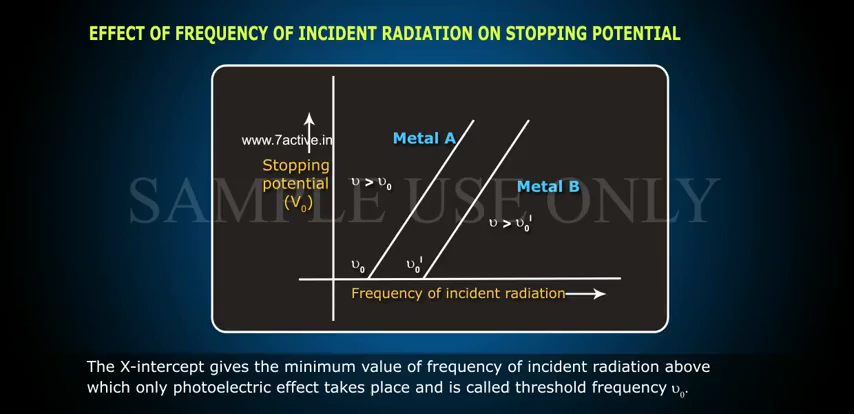 EFFECT OF FREQUENCY OF INCIDENT RADIATION ON STOPPING POTENTIAL
www.7active.in
Metal A
Stopping
potential
(V₀)
υ > υ₀
Metal B
SAMPLE USE ONLY
υ > υ₀ᴵ
υ₀
υ₀ᴵ
Frequency of incident radiation
The X-intercept gives the minimum value of frequency of incident radiation above
which only photoelectric effect takes place and is called threshold frequency υ₀.